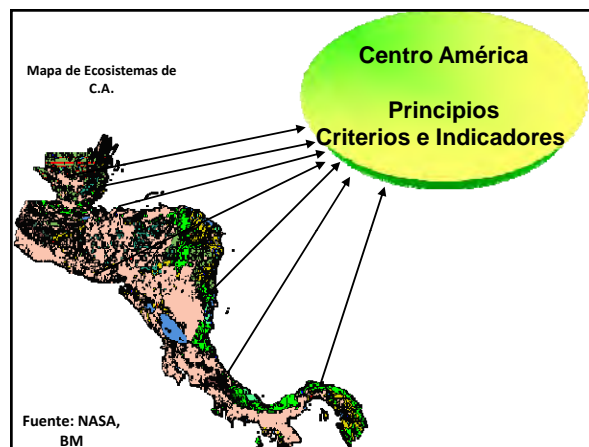 Mapa de Ecosistemas de
C.A.
Centro América
Principios
Criterios e Indicadores
Fuente: NASA,
BM